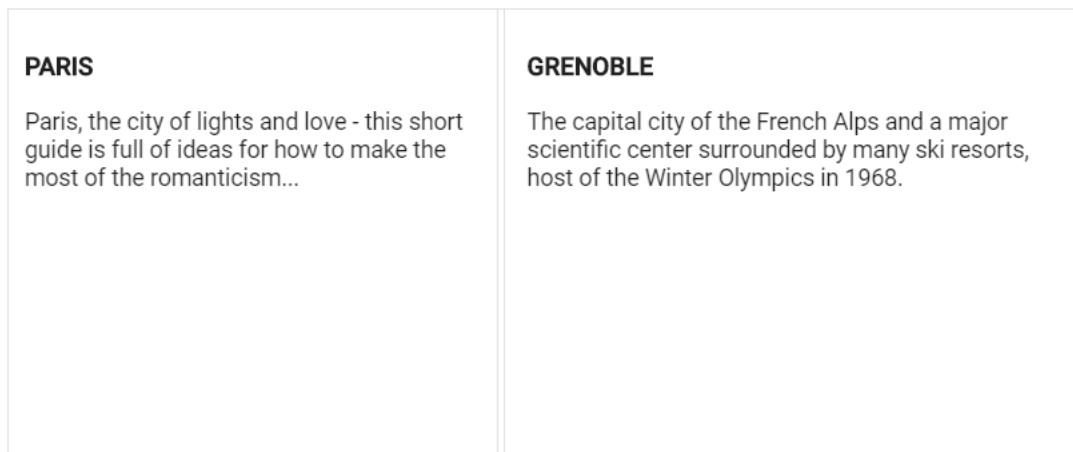 PARIS
Paris, the city of lights and love - this short
guide is full of ideas for how to make the
most of the romanticism...
GRENOBLE
The capital city of the French Alps and a major
scientific center surrounded by many ski resorts,
host of the Winter Olympics in 1968.